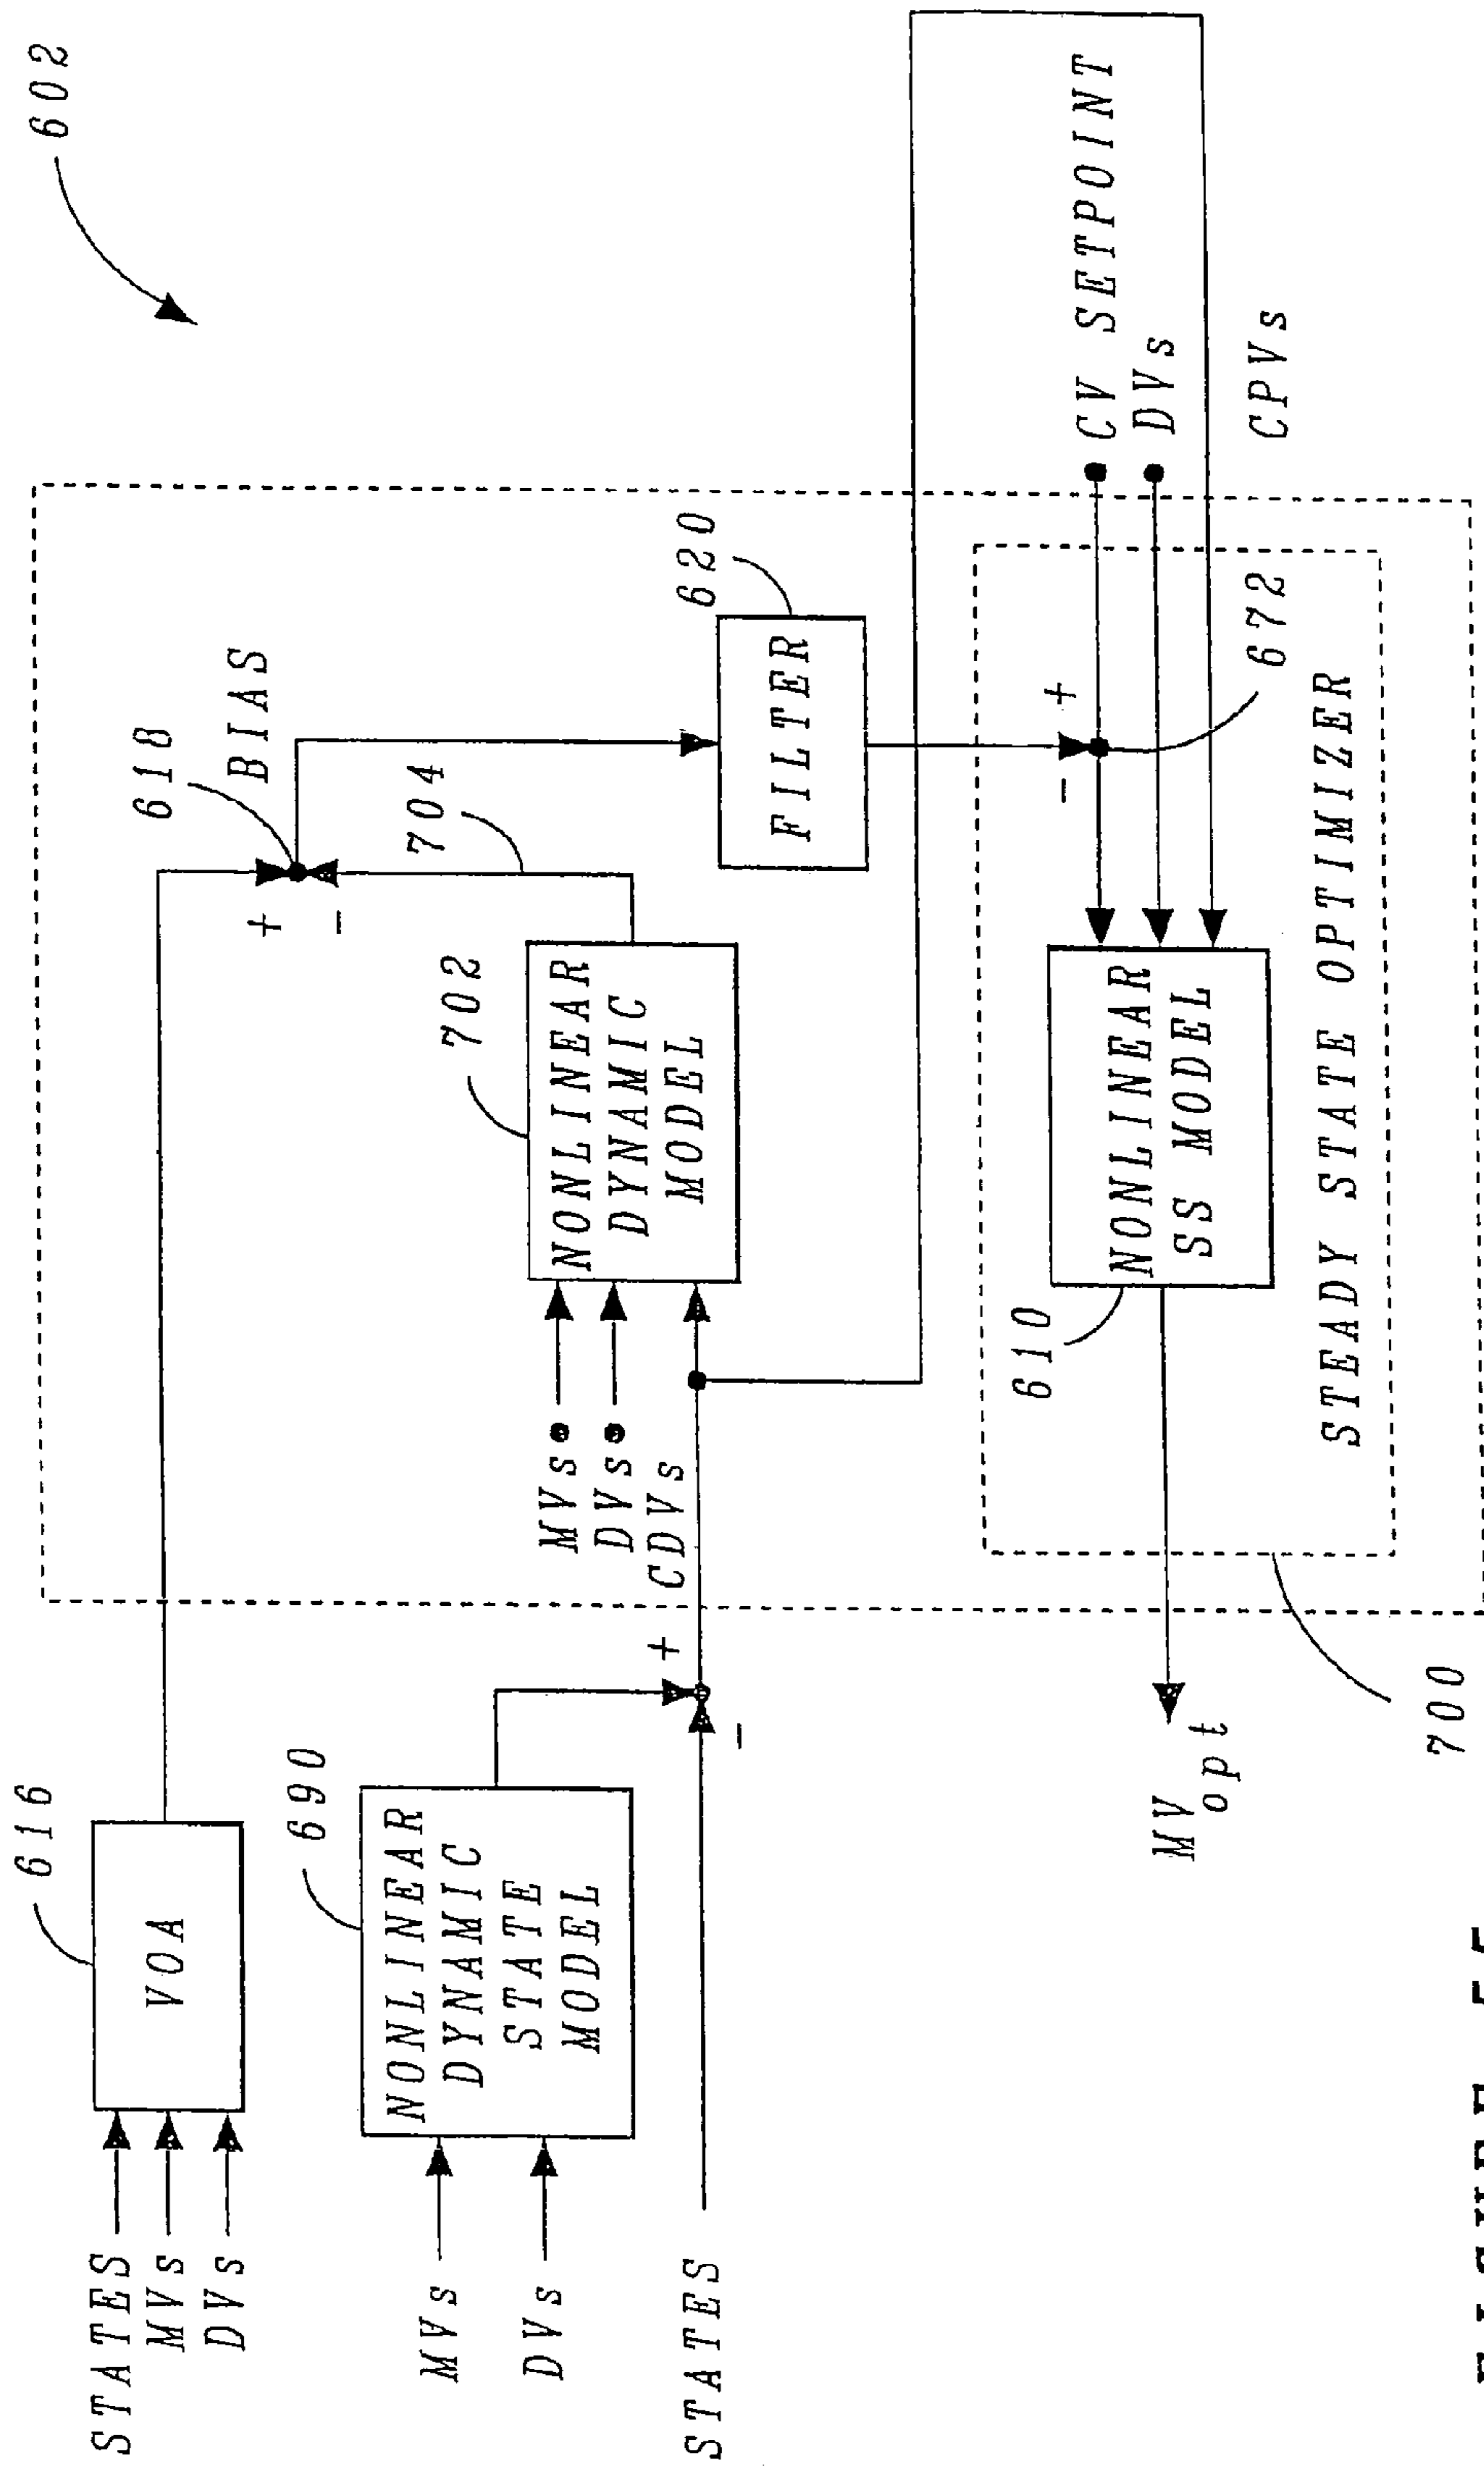 602
616
VOA
STATES
MVs
DVs
618
BIAS
+
-
704
690
NONLINEAR
DYNAMIC
STATE
MODEL
MVs
DVs
STATES
+
-
702
NONLINEAR
DYNAMIC
MODEL
MVs
DVs
CDVs
620
FILTER
+
-
672
CV SETPOINT
DVs
CPVs
610
NONLINEAR
SS MODEL
STEADY STATE OPTIMIZER
MV opt
700